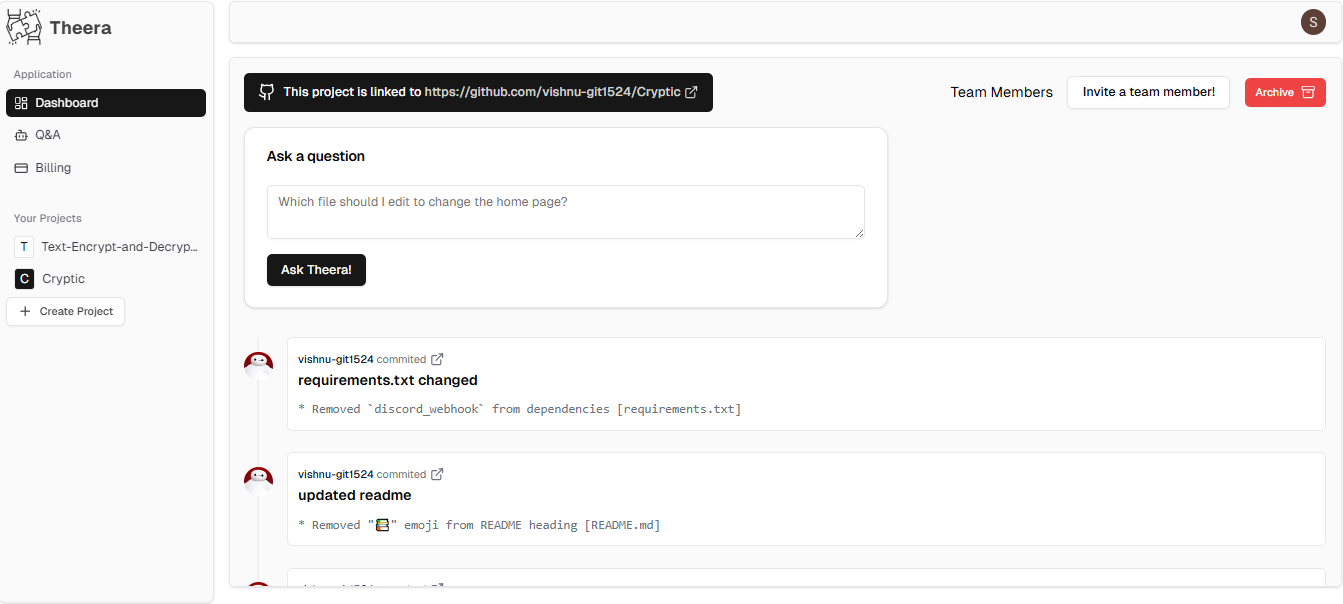 Theera
S
Application
Dashboard
Q&A
Billing
Your Projects
T Text-Encrypt-and-Decryp...
C Cryptic
+ Create Project
This project is linked to https://github.com/vishnu-git1524/Cryptic
Team Members
Invite a team member!
Archive
Ask a question
Which file should I edit to change the home page?
Ask Theera!
vishnu-git1524 commited
requirements.txt changed
* Removed `discord_webhook` from dependencies [requirements.txt]
vishnu-git1524 commited
updated readme
* Removed "📚" emoji from README heading [README.md]